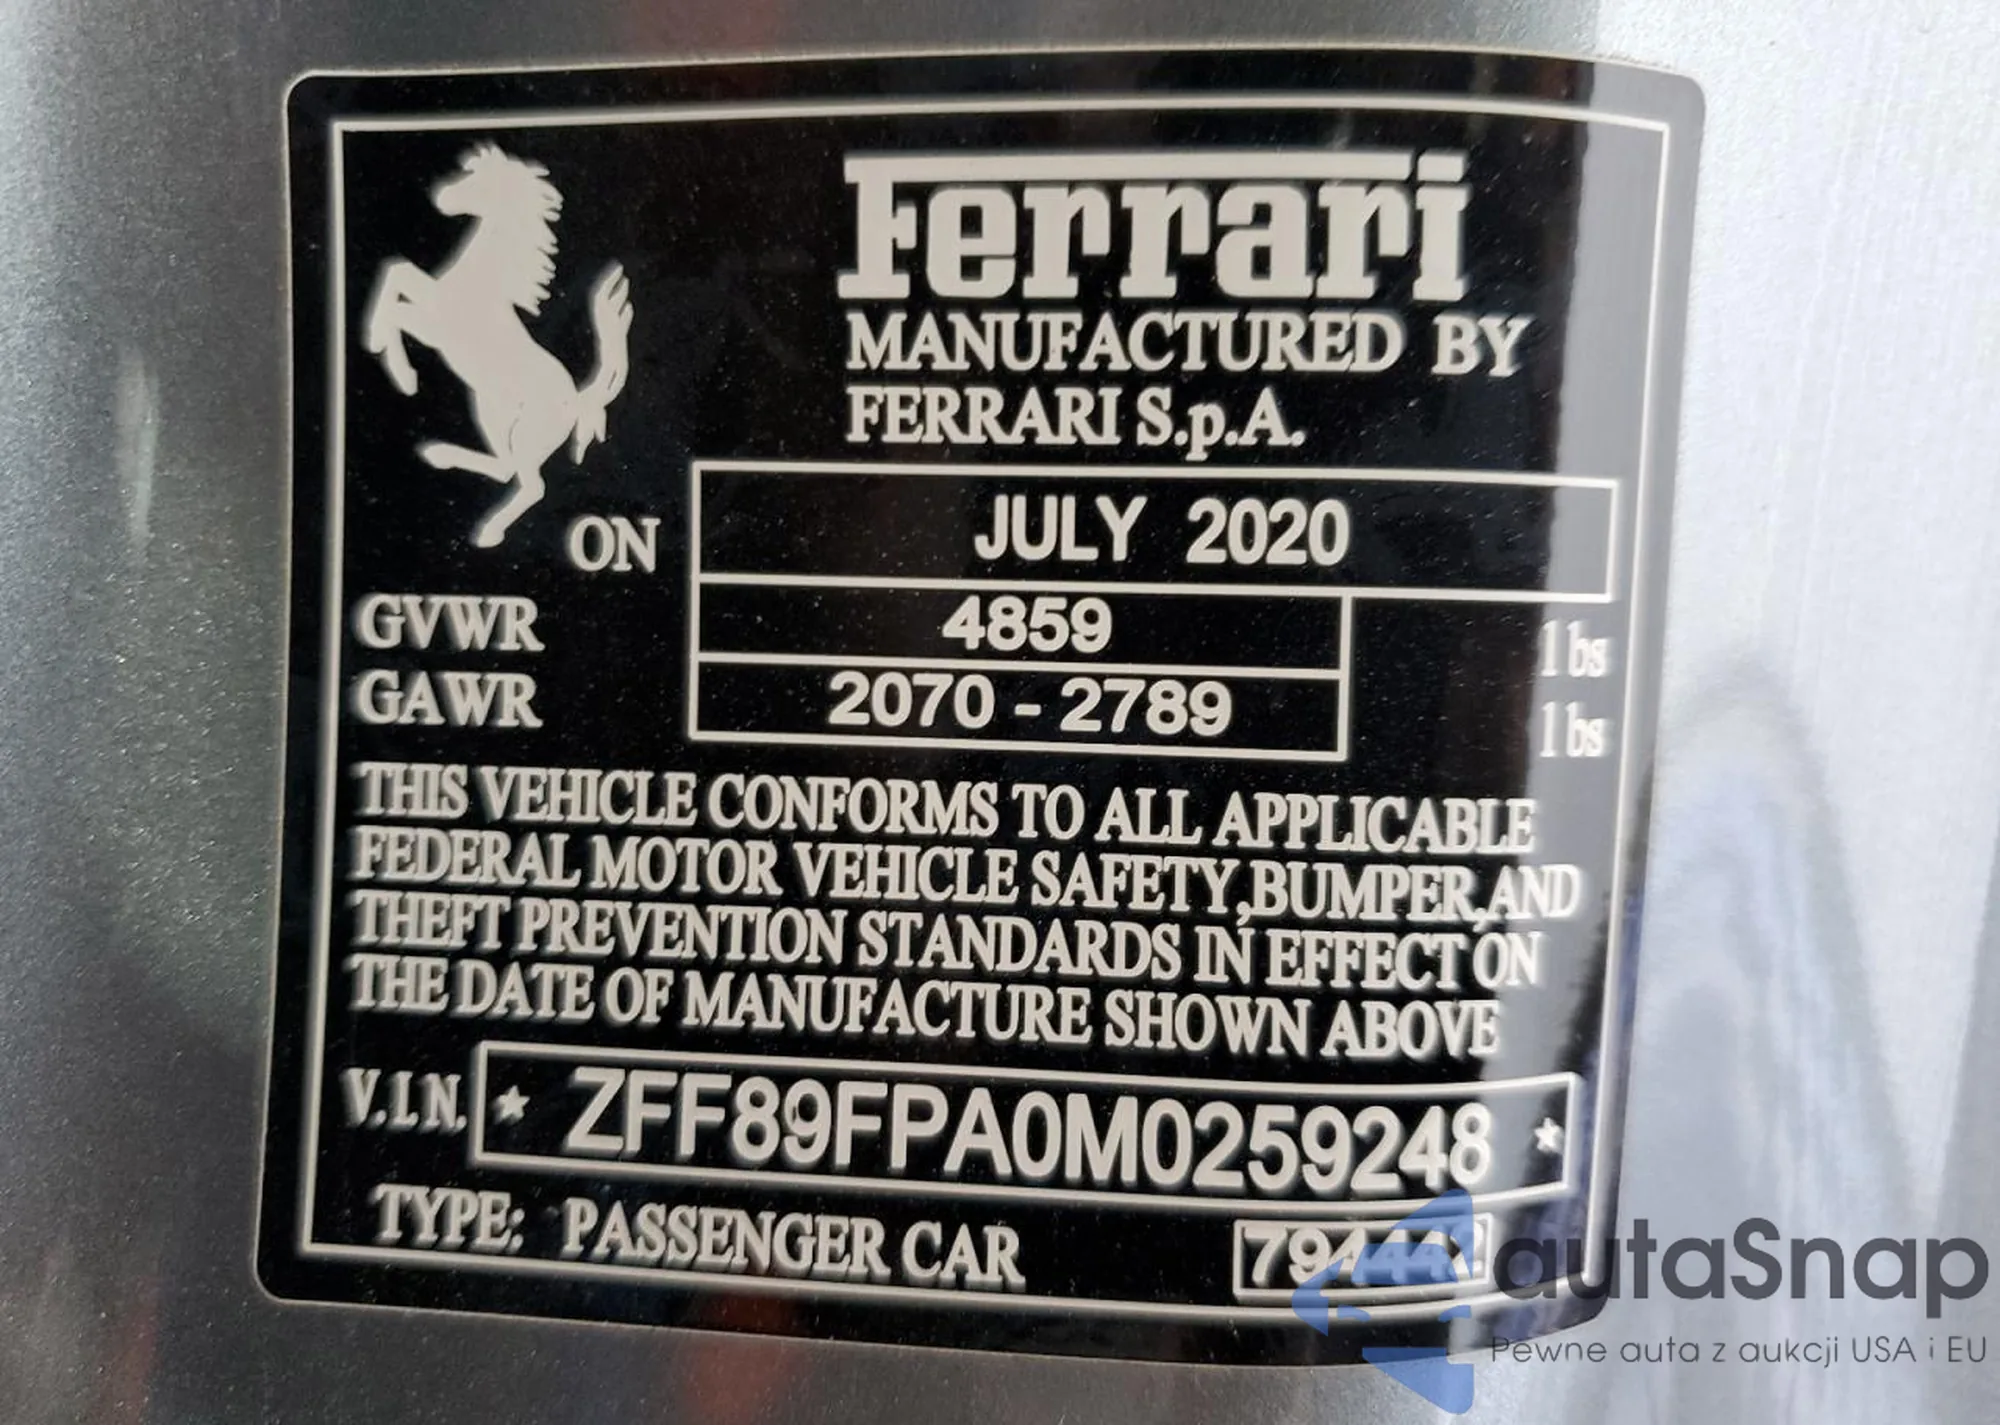 Ferrari
MANUFACTURED BY
FERRARI S.p.A.
ON JULY 2020
GVWR 4859 lbs
GAWR 2070 - 2789 lbs
THIS VEHICLE CONFORMS TO ALL APPLICABLE
FEDERAL MOTOR VEHICLE SAFETY,BUMPER,AND
THEFT PREVENTION STANDARDS IN EFFECT ON
THE DATE OF MANUFACTURE SHOWN ABOVE
V.I.N. * ZFF89FPA0M0259248 *
TYPE: PASSENGER CAR
autaSnap
Pewne auta z aukcji USA i EU